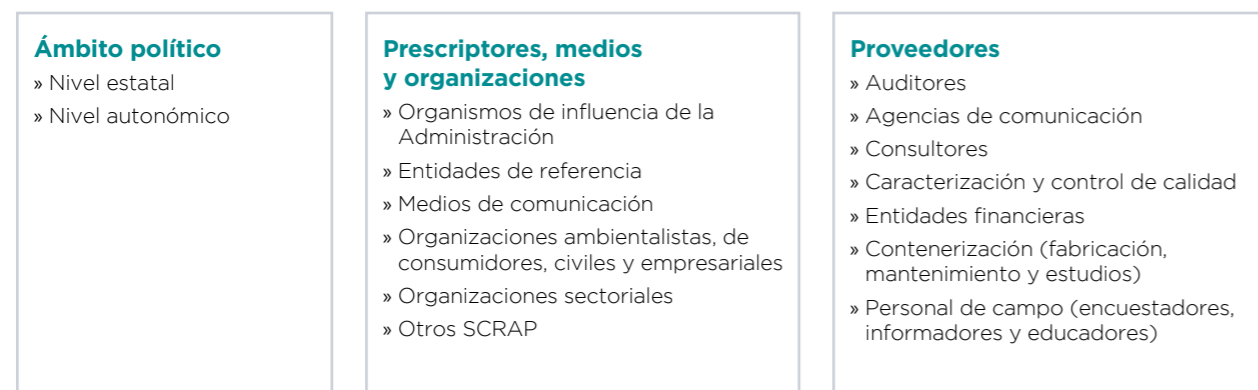 Ámbito político
» Nivel estatal
» Nivel autonómico
Prescriptores, medios
y organizaciones
» Organismos de influencia de la
Administración
» Entidades de referencia
» Medios de comunicación
» Organizaciones ambientalistas, de
consumidores, civiles y empresariales
» Organizaciones sectoriales
» Otros SCRAP
Proveedores
» Auditores
» Agencias de comunicación
» Consultores
» Caracterización y control de calidad
» Entidades financieras
» Contenerización (fabricación,
mantenimiento y estudios)
» Personal de campo (encuestadores,
informadores y educadores)